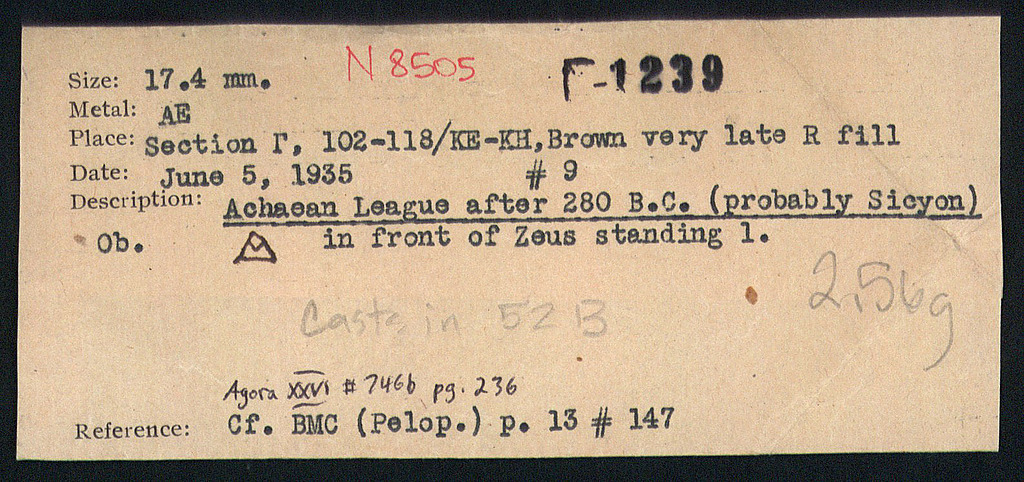 N 8505
Γ-1239
Size: 17.4 mm.
Metal: AE
Place: Section Γ, 102-118/KE-KH, Brown very late R fill
Date: June 5, 1935 # 9
Description: Achaean League after 280 B.C. (probably Sicyon)
Ob. in front of Zeus standing l.
2.56g
Casts in 52 B
Agora XXVI # 746b pg. 236
Reference: Cf. BMC (Pelop.) p. 13 # 147